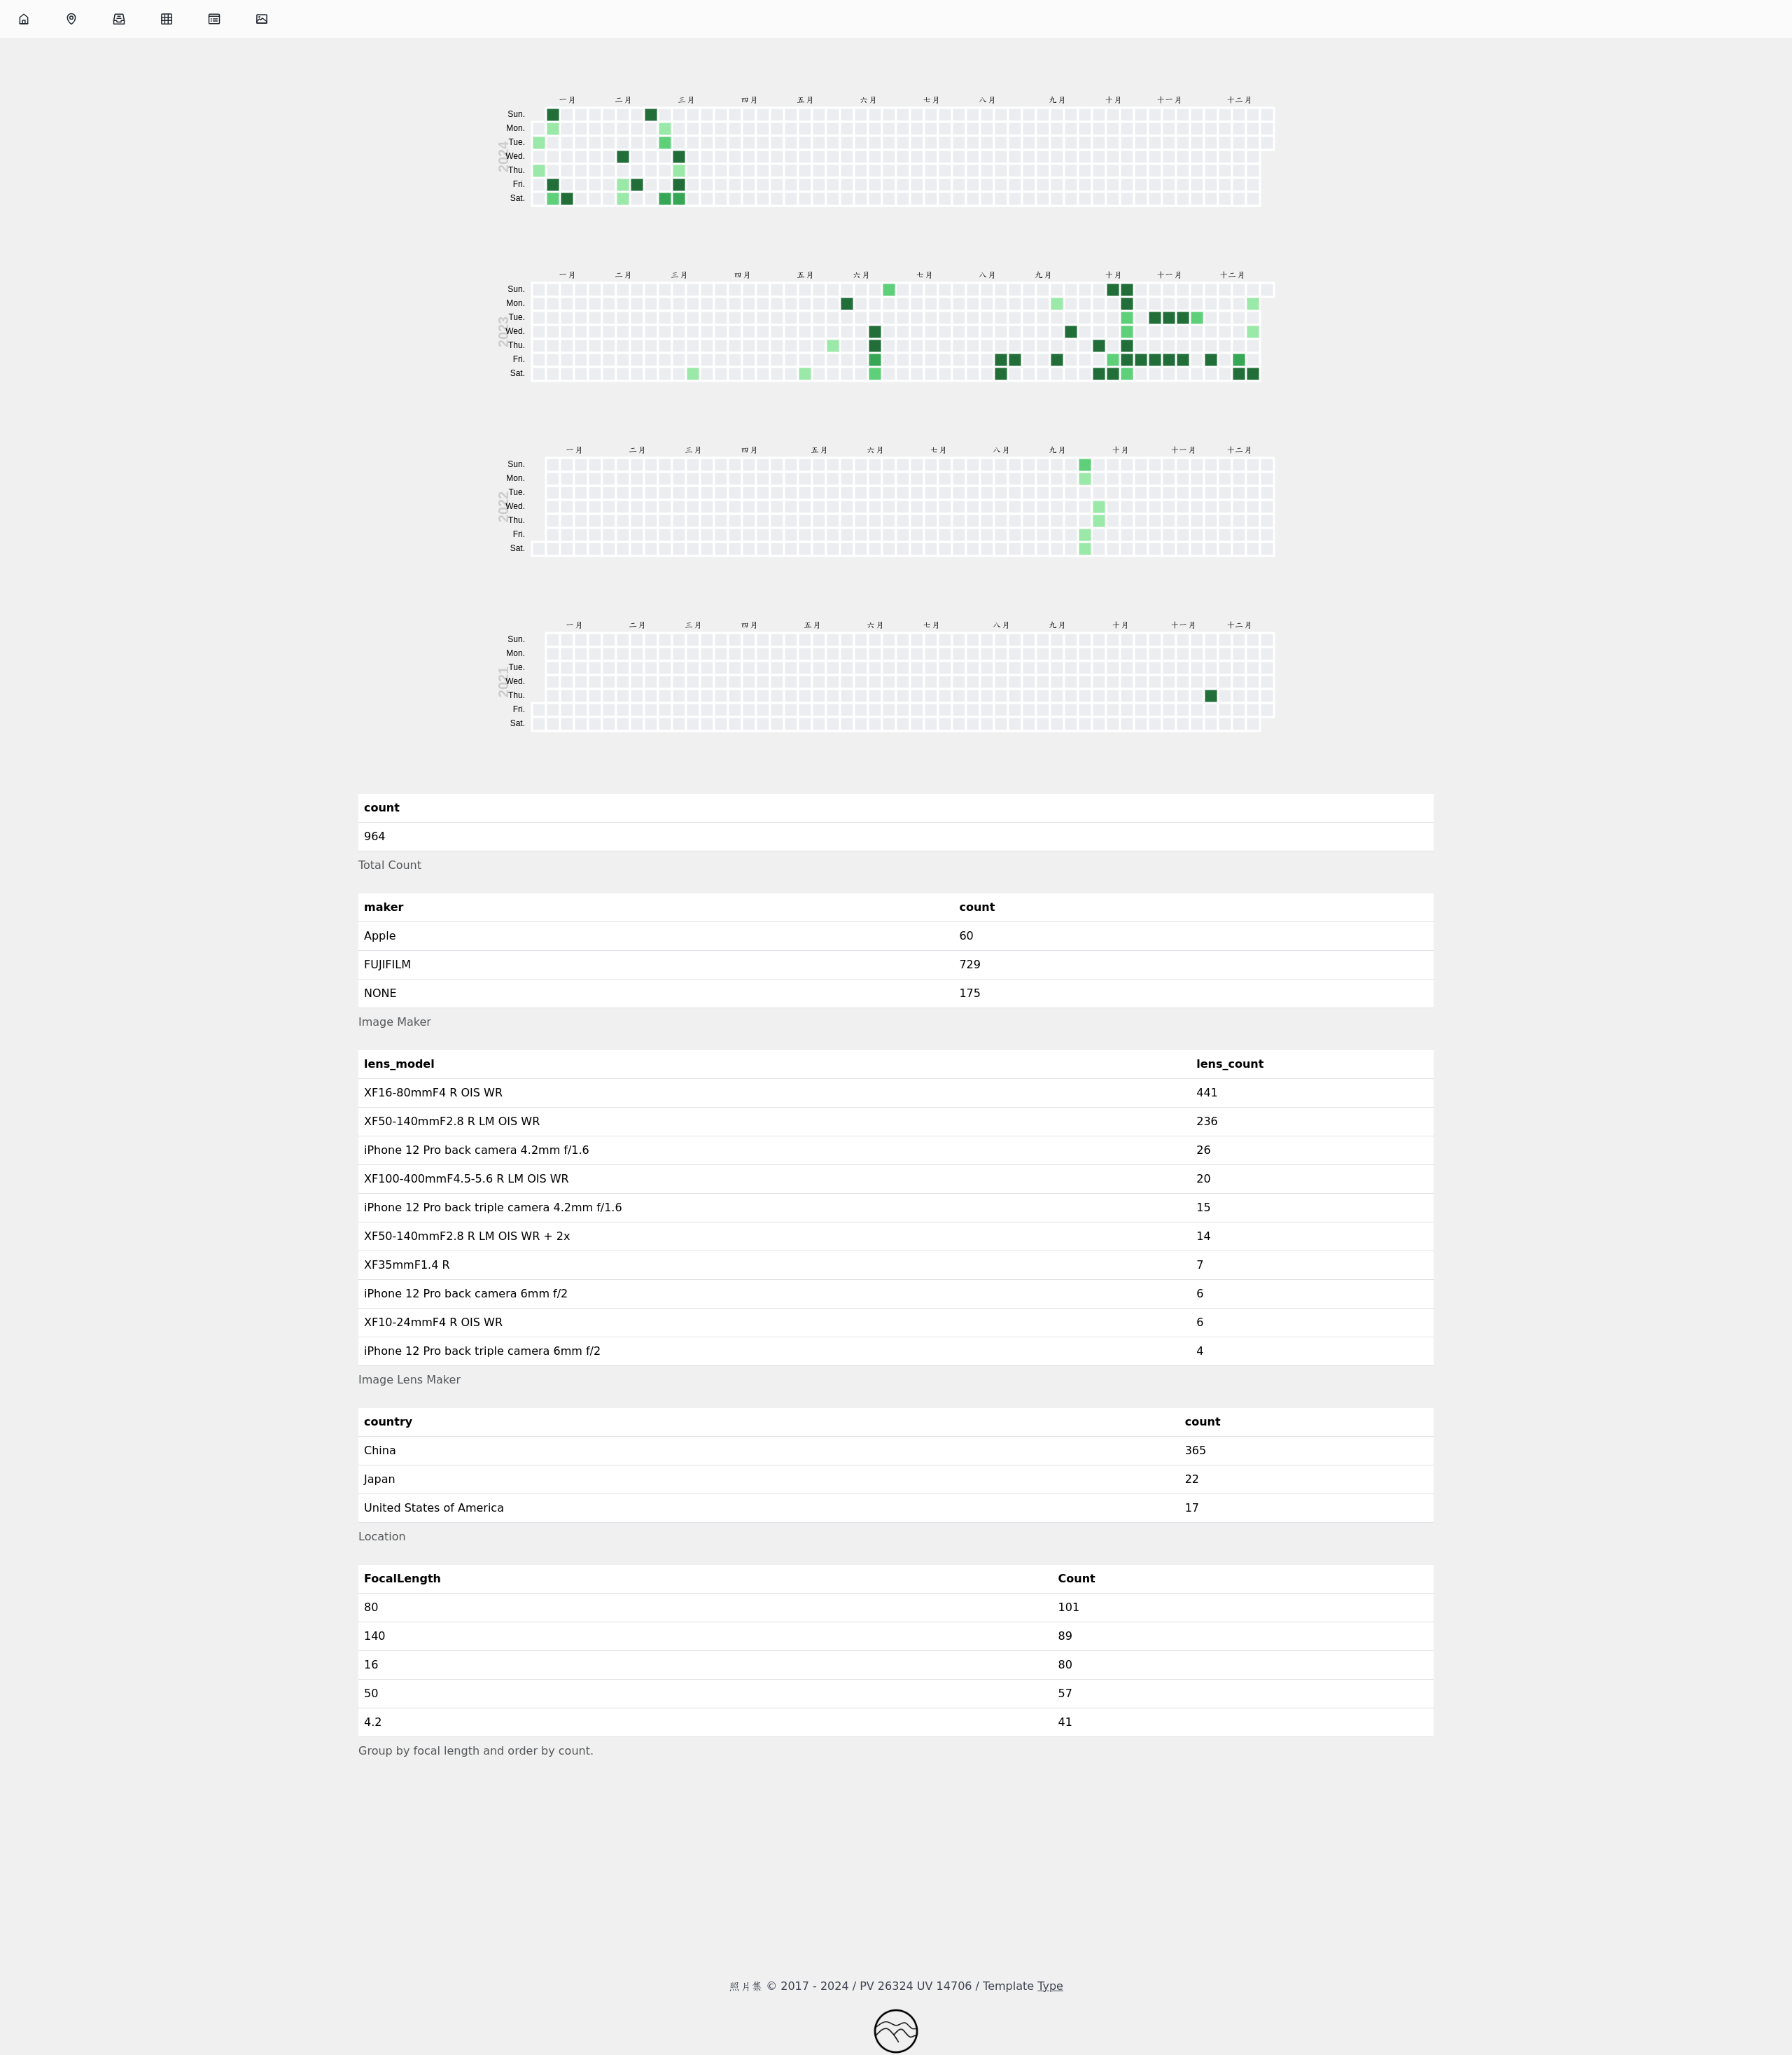 一月 二月 三月 四月 五月 六月 七月 八月 九月 十月 十一月 十二月
2024
Sun.
Mon.
Tue.
Wed.
Thu.
Fri.
Sat.
一月 二月 三月 四月 五月 六月 七月 八月 九月 十月 十一月 十二月
2023
Sun.
Mon.
Tue.
Wed.
Thu.
Fri.
Sat.
一月 二月 三月 四月 五月 六月 七月 八月 九月 十月 十一月 十二月
2022
Sun.
Mon.
Tue.
Wed.
Thu.
Fri.
Sat.
一月 二月 三月 四月 五月 六月 七月 八月 九月 十月 十一月 十二月
2021
Sun.
Mon.
Tue.
Wed.
Thu.
Fri.
Sat.
count
964
Total Count
maker count
Apple 60
FUJIFILM 729
NONE 175
Image Maker
lens_model lens_count
XF16-80mmF4 R OIS WR 441
XF50-140mmF2.8 R LM OIS WR 236
iPhone 12 Pro back camera 4.2mm f/1.6 26
XF100-400mmF4.5-5.6 R LM OIS WR 20
iPhone 12 Pro back triple camera 4.2mm f/1.6 15
XF50-140mmF2.8 R LM OIS WR + 2x 14
XF35mmF1.4 R 7
iPhone 12 Pro back camera 6mm f/2 6
XF10-24mmF4 R OIS WR 6
iPhone 12 Pro back triple camera 6mm f/2 4
Image Lens Maker
country count
China 365
Japan 22
United States of America 17
Location
FocalLength Count
80 101
140 89
16 80
50 57
4.2 41
Group by focal length and order by count.
照片集 © 2017 - 2024 / PV 26324 UV 14706 / Template Type